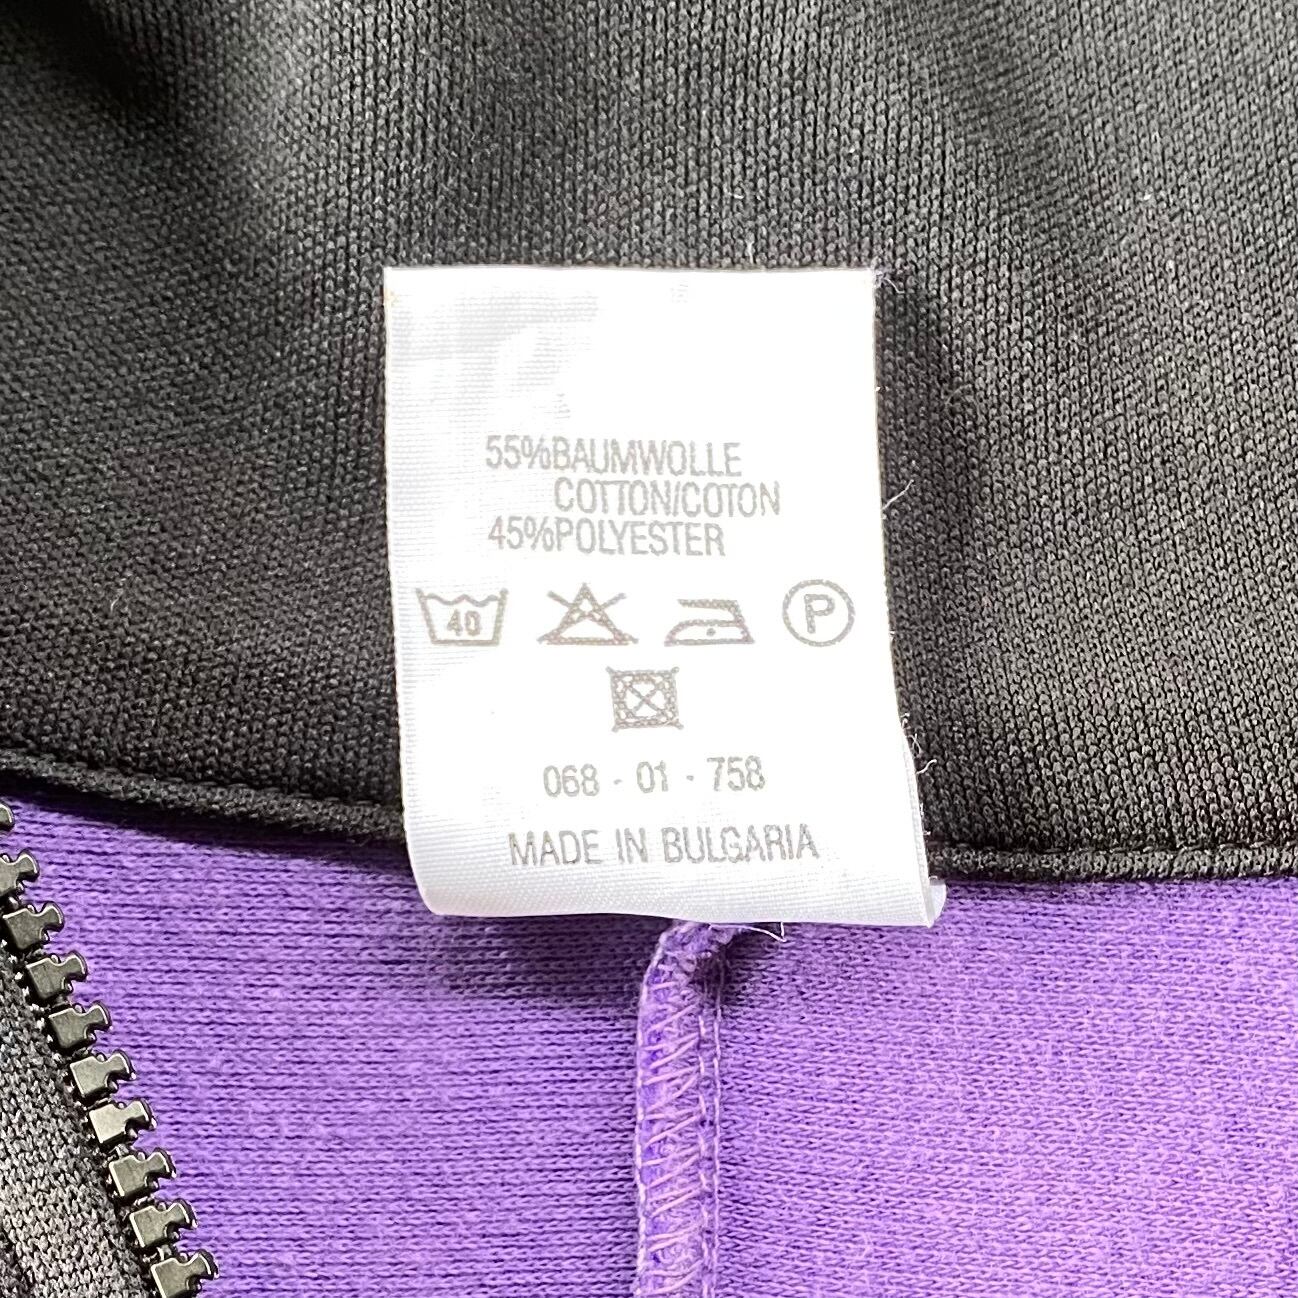 55%BAUMWOLLE
COTTON/COTON
45%POLYESTER
40 P
068 - 01 - 758
MADE IN BULGARIA